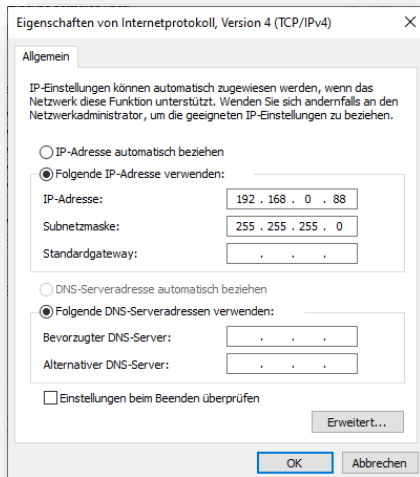 Eigenschaften von Internetprotokoll, Version 4 (TCP/IPv4)
Allgemein
IP-Einstellungen können automatisch zugewiesen werden, wenn das
Netzwerk diese Funktion unterstützt. Wenden Sie sich andernfalls an den
Netzwerkadministrator, um die geeigneten IP-Einstellungen zu beziehen.
IP-Adresse automatisch beziehen
Folgende IP-Adresse verwenden:
IP-Adresse: 192 . 168 . 0 . 88
Subnetzmaske: 255 . 255 . 255 . 0
Standardgateway: . . .
DNS-Serveradresse automatisch beziehen
Folgende DNS-Serveradressen verwenden:
Bevorzugter DNS-Server: . . .
Alternativer DNS-Server: . . .
Einstellungen beim Beenden überprüfen
Erweitert...
OK Abbrechen